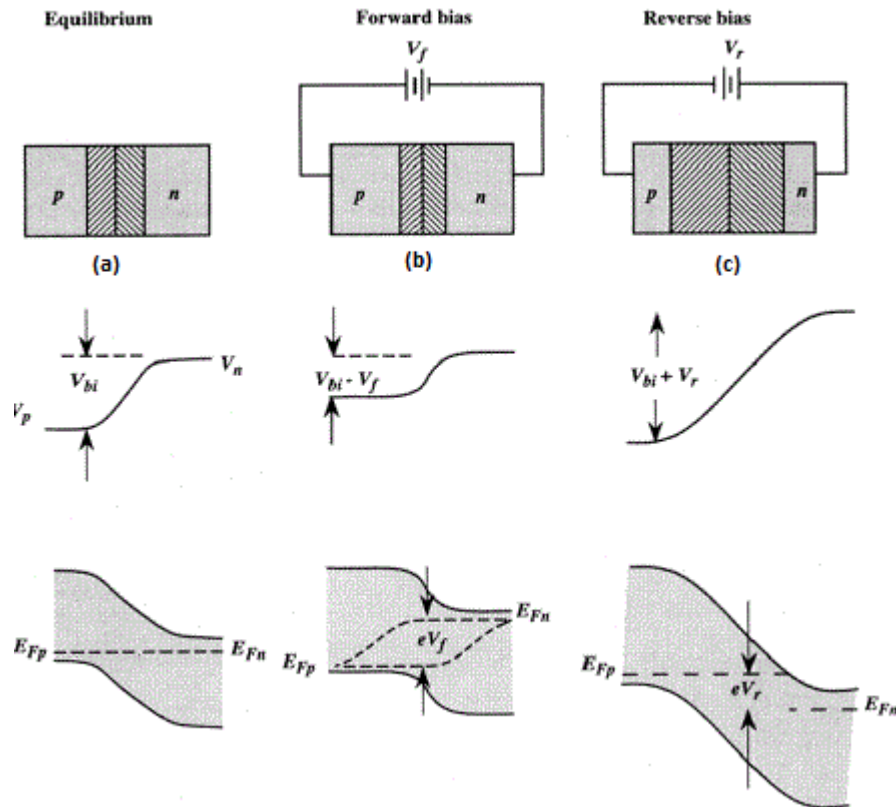 Equilibrium
Forward bias
Reverse bias
V_f
V_r
p
n
p
n
p
n
(a)
(b)
(c)
V_bi
V_n
V_p
V_bi - V_f
V_bi + V_r
E_Fp
E_Fn
eV_f
E_Fn
E_Fp
E_Fp
eV_r
E_Fn